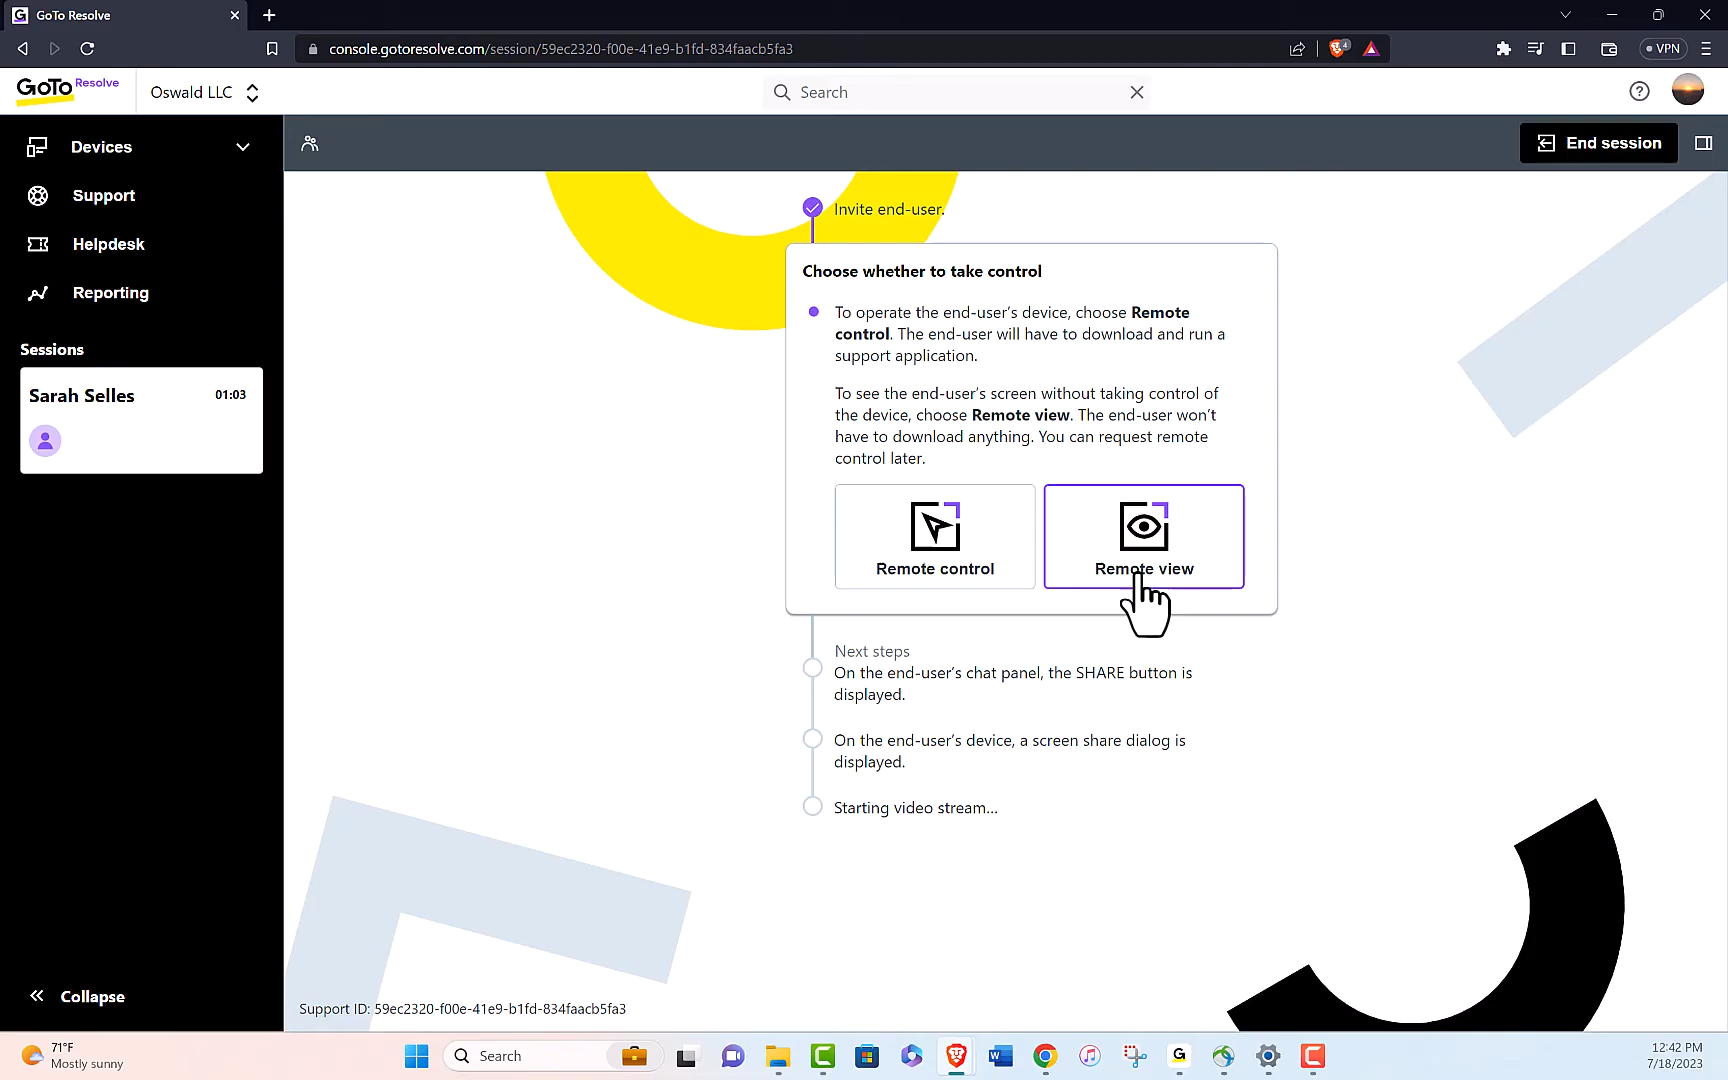 GoTo Resolve
console.gotoresolve.com/session/59ec2320-f00e-41e9-b1fd-834faacb5fa3
4
VPN
GoTo Resolve
Oswald LLC
Search
Devices
End session
Support
Helpdesk
Reporting
Sessions
Sarah Selles
01:03
Invite end-user.
Choose whether to take control
To operate the end-user's device, choose Remote
control. The end-user will have to download and run a
support application.
To see the end-user's screen without taking control of
the device, choose Remote view. The end-user won't
have to download anything. You can request remote
control later.
Remote control
Remote view
Next steps
On the end-user's chat panel, the SHARE button is
displayed.
On the end-user's device, a screen share dialog is
displayed.
Starting video stream...
Collapse
Support ID: 59ec2320-f00e-41e9-b1fd-834faacb5fa3
71°F
Mostly sunny
Search
12:42 PM
7/18/2023